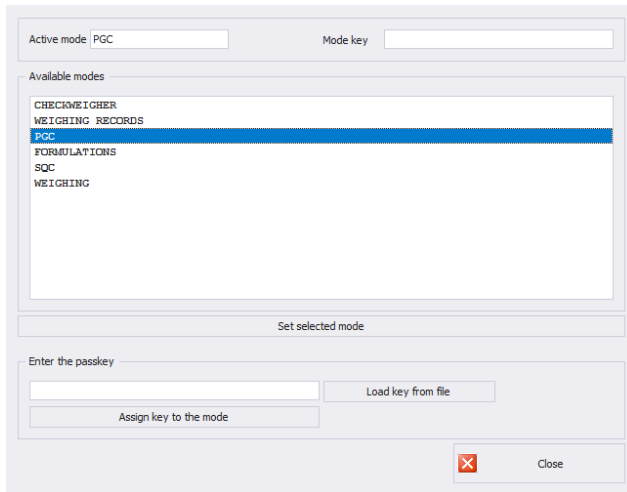 Active mode PGC Mode key
Available modes
CHECKWEIGHER
WEIGHING RECORDS
PGC
FORMULATIONS
SQC
WEIGHING
Set selected mode
Enter the passkey
Load key from file
Assign key to the mode
Close